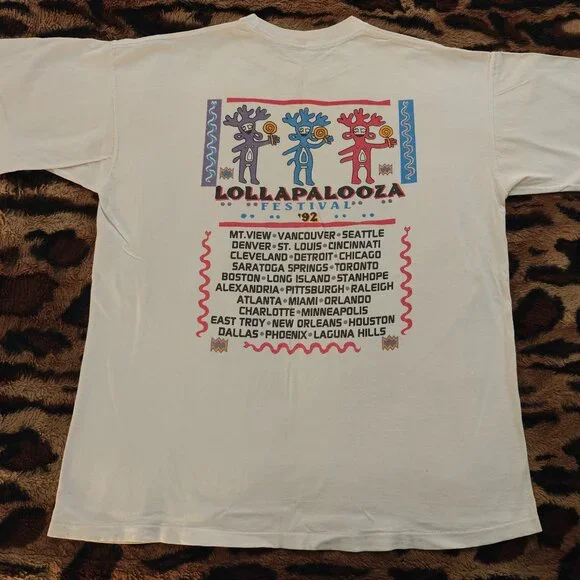 LOLLAPALOOZA
FESTIVAL
'92
MT.VIEW•VANCOUVER•SEATTLE
DENVER•ST. LOUIS•CINCINNATI
CLEVELAND•DETROIT•CHICAGO
SARATOGA SPRINGS•TORONTO
BOSTON•LONG ISLAND•STANHOPE
ALEXANDRIA•PITTSBURGH•RALEIGH
ATLANTA•MIAMI•ORLANDO
CHARLOTTE•MINNEAPOLIS
EAST TROY•NEW ORLEANS•HOUSTON
DALLAS•PHOENIX•LAGUNA HILLS